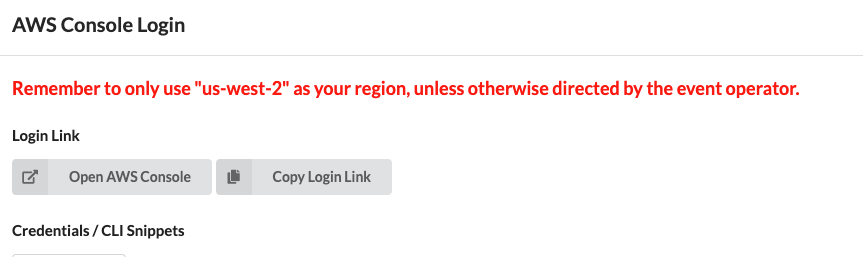 AWS Console Login
Remember to only use "us-west-2" as your region, unless otherwise directed by the event operator.
Login Link
Open AWS Console
Copy Login Link
Credentials / CLI Snippets